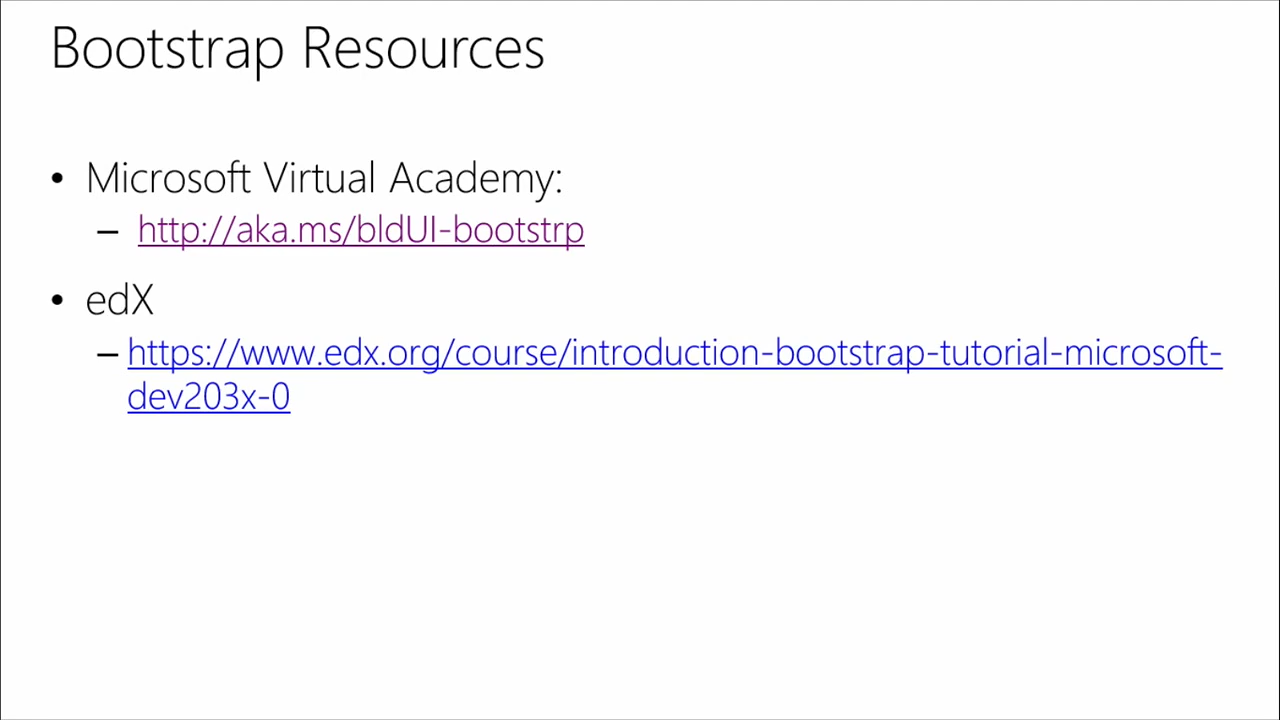 Bootstrap Resources
• Microsoft Virtual Academy:
– http://aka.ms/bldUI-bootstrp
• edX
– https://www.edx.org/course/introduction-bootstrap-tutorial-microsoft-
dev203x-0